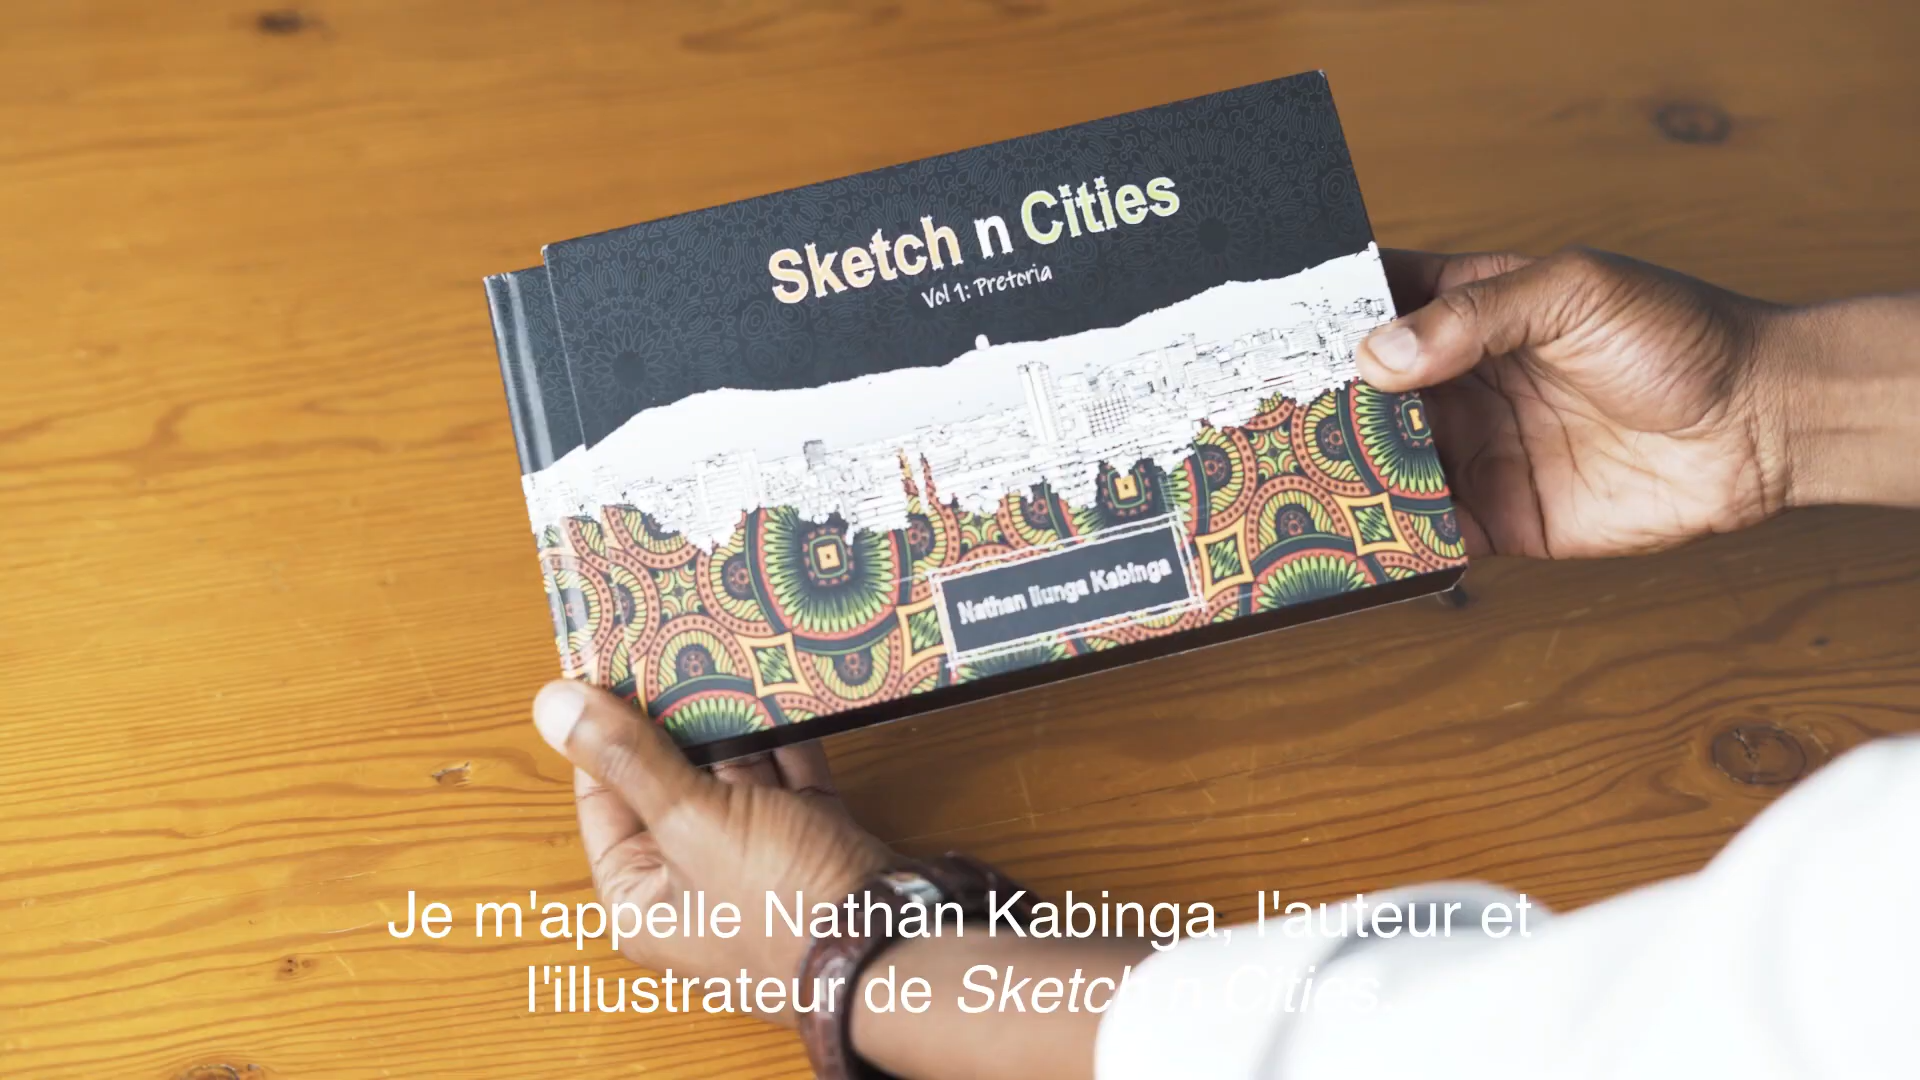 Sketch n Cities
Vol 1: Pretoria
Nathan Ilunga Kabinga
Je m'appelle Nathan Kabinga, l'auteur et
l'illustrateur de Sketch n Cities.